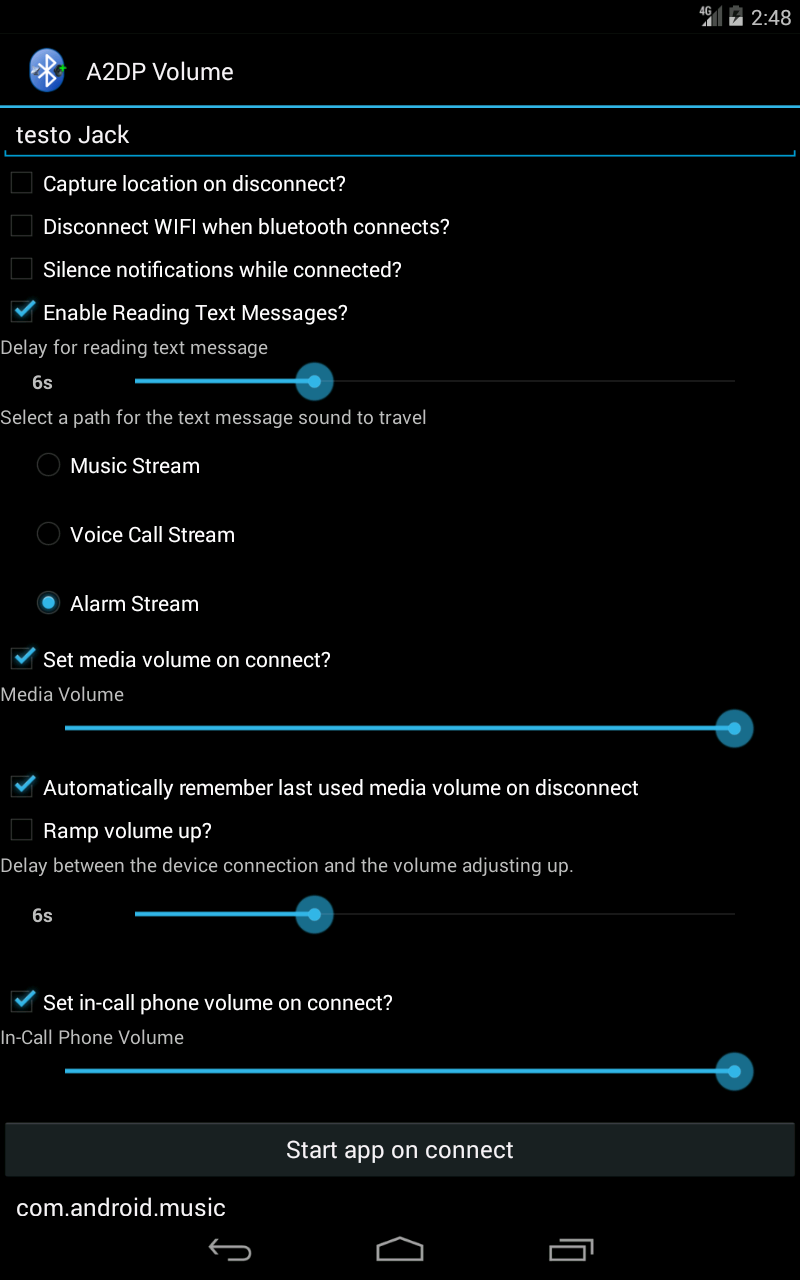 4G 2:48
A2DP Volume
testo Jack
Capture location on disconnect?
Disconnect WIFI when bluetooth connects?
Silence notifications while connected?
Enable Reading Text Messages?
Delay for reading text message
6s
Select a path for the text message sound to travel
Music Stream
Voice Call Stream
Alarm Stream
Set media volume on connect?
Media Volume
Automatically remember last used media volume on disconnect
Ramp volume up?
Delay between the device connection and the volume adjusting up.
6s
Set in-call phone volume on connect?
In-Call Phone Volume
Start app on connect
com.android.music